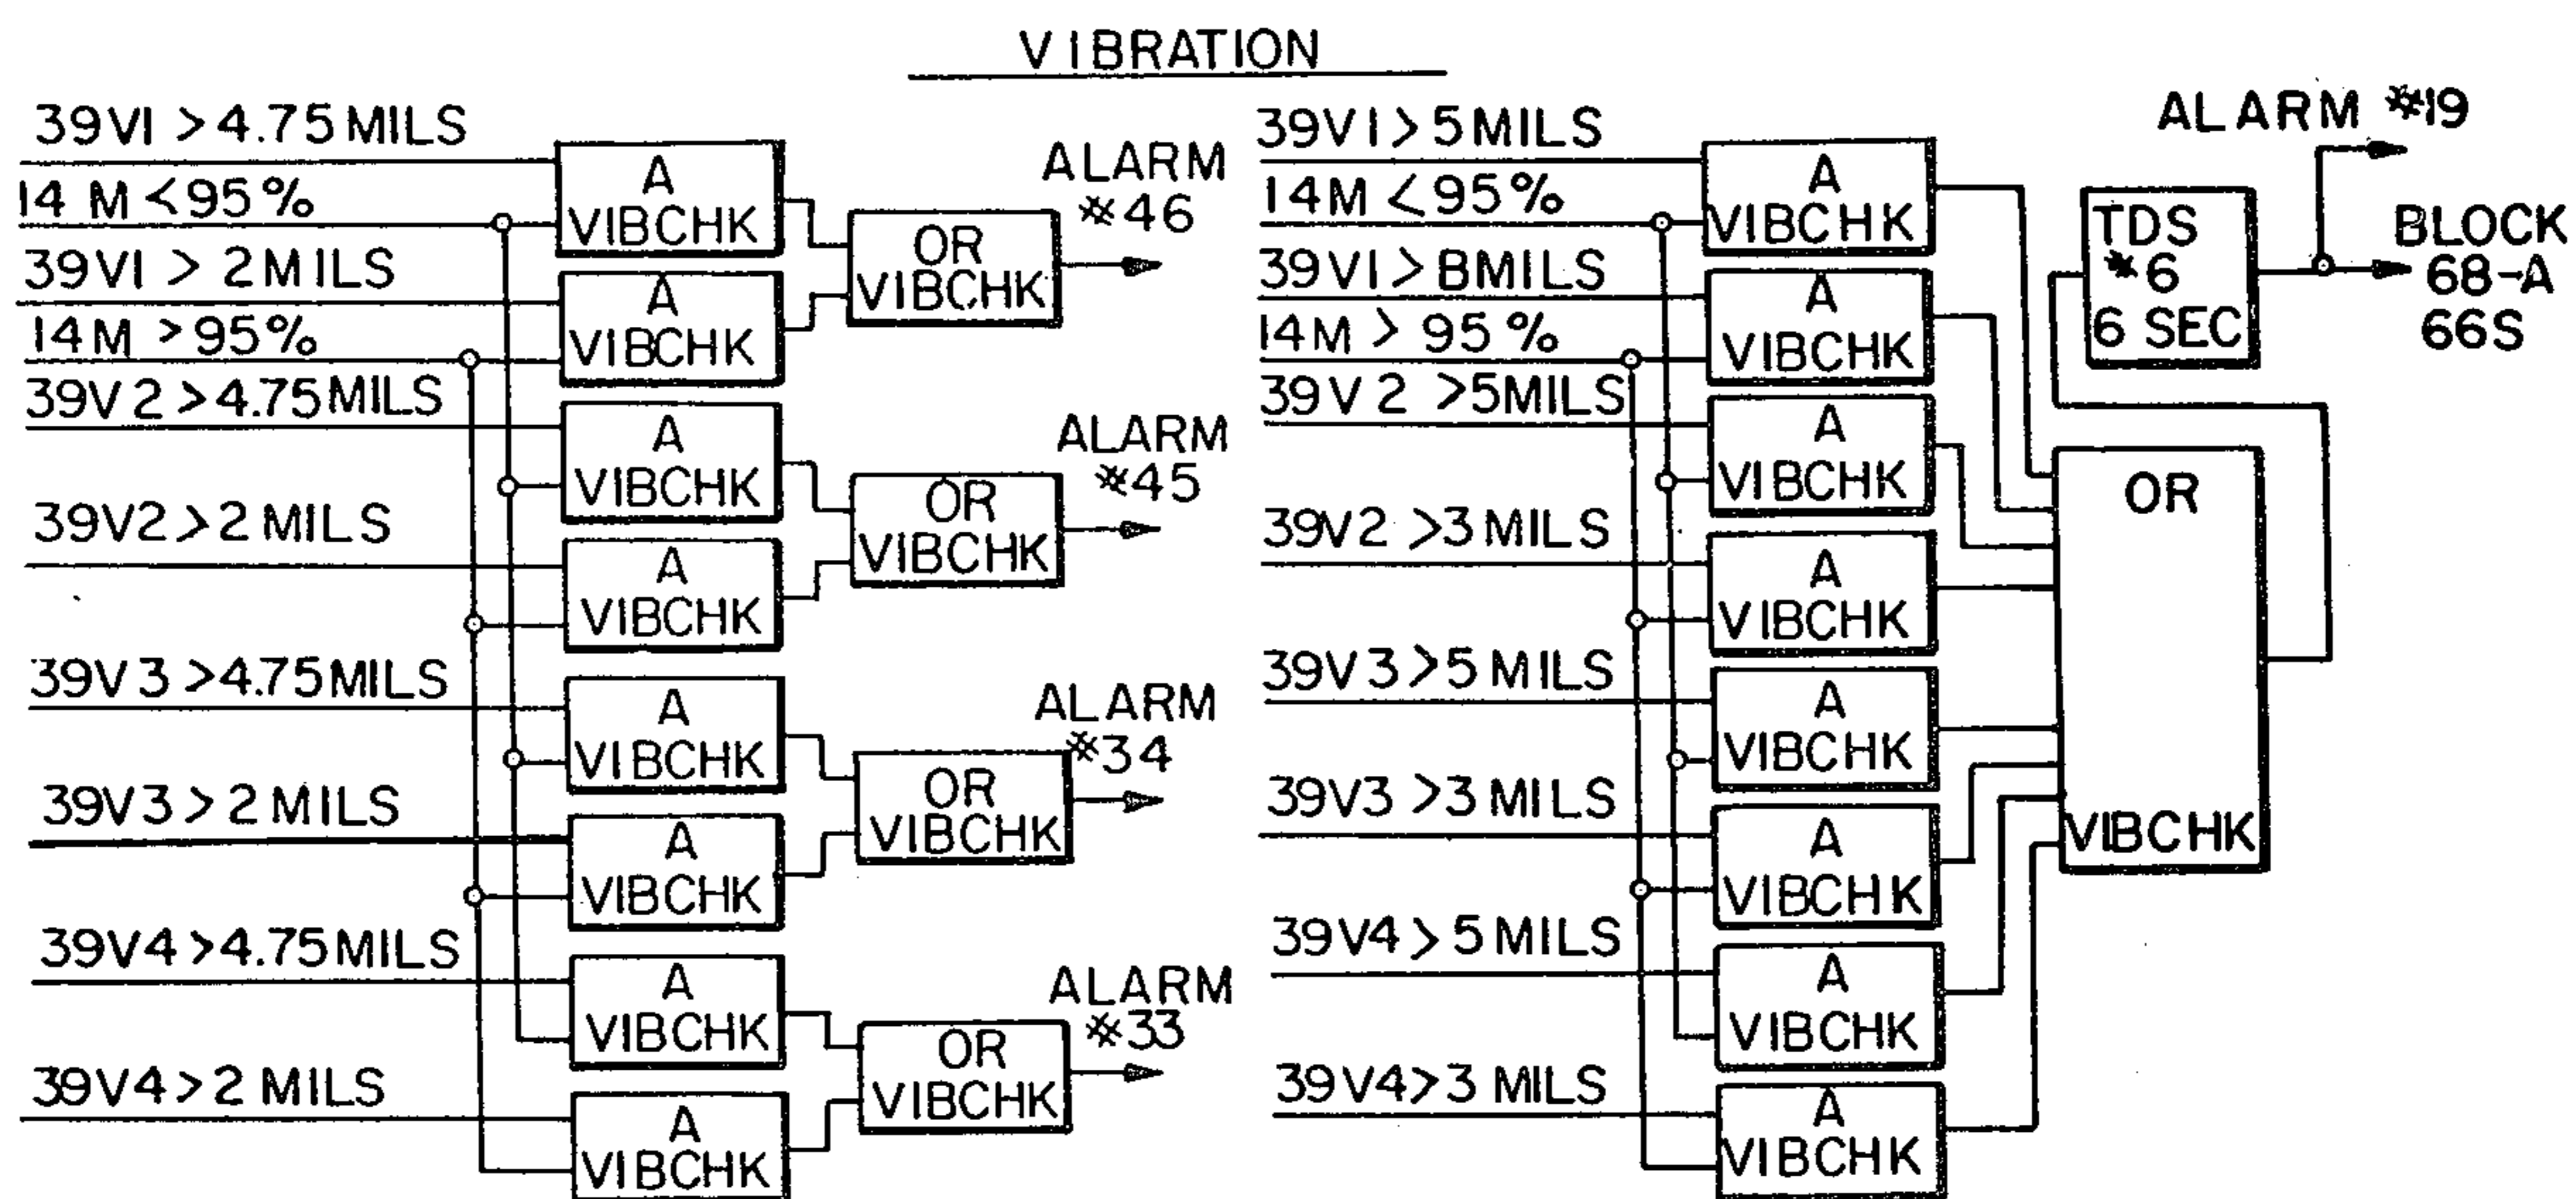 VIBRATION
39V1 >4.75 MILS
14 M <95%
39V1 > 2 MILS
14M >95%
39V2 >4.75 MILS
39V2 >2 MILS
39V3 >4.75 MILS
39V3 > 2 MILS
39V4 >4.75 MILS
39V4 > 2 MILS
A
VIBCHK
A
VIBCHK
A
VIBCHK
A
VIBCHK
A
VIBCHK
A
VIBCHK
A
VIBCHK
A
VIBCHK
OR
VIBCHK
OR
VIBCHK
OR
VIBCHK
OR
VIBCHK
ALARM
#46
ALARM
#45
ALARM
#34
ALARM
#33
39V1> 5 MILS
14M <95%
39V1>BMILS
14M > 95 %
39V2 >5MILS
39V2 >3 MILS
39V3 >5 MILS
39V3 >3 MILS
39V4> 5 MILS
39V4>3 MILS
A
VIBCHK
A
VIBCHK
A
VIBCHK
A
VIBCHK
A
VIBCHK
A
VIBCHK
A
VIBCHK
A
VIBCHK
OR
VIBCHK
TDS
#6
6 SEC
ALARM #19
BLOCK
68-A
66S